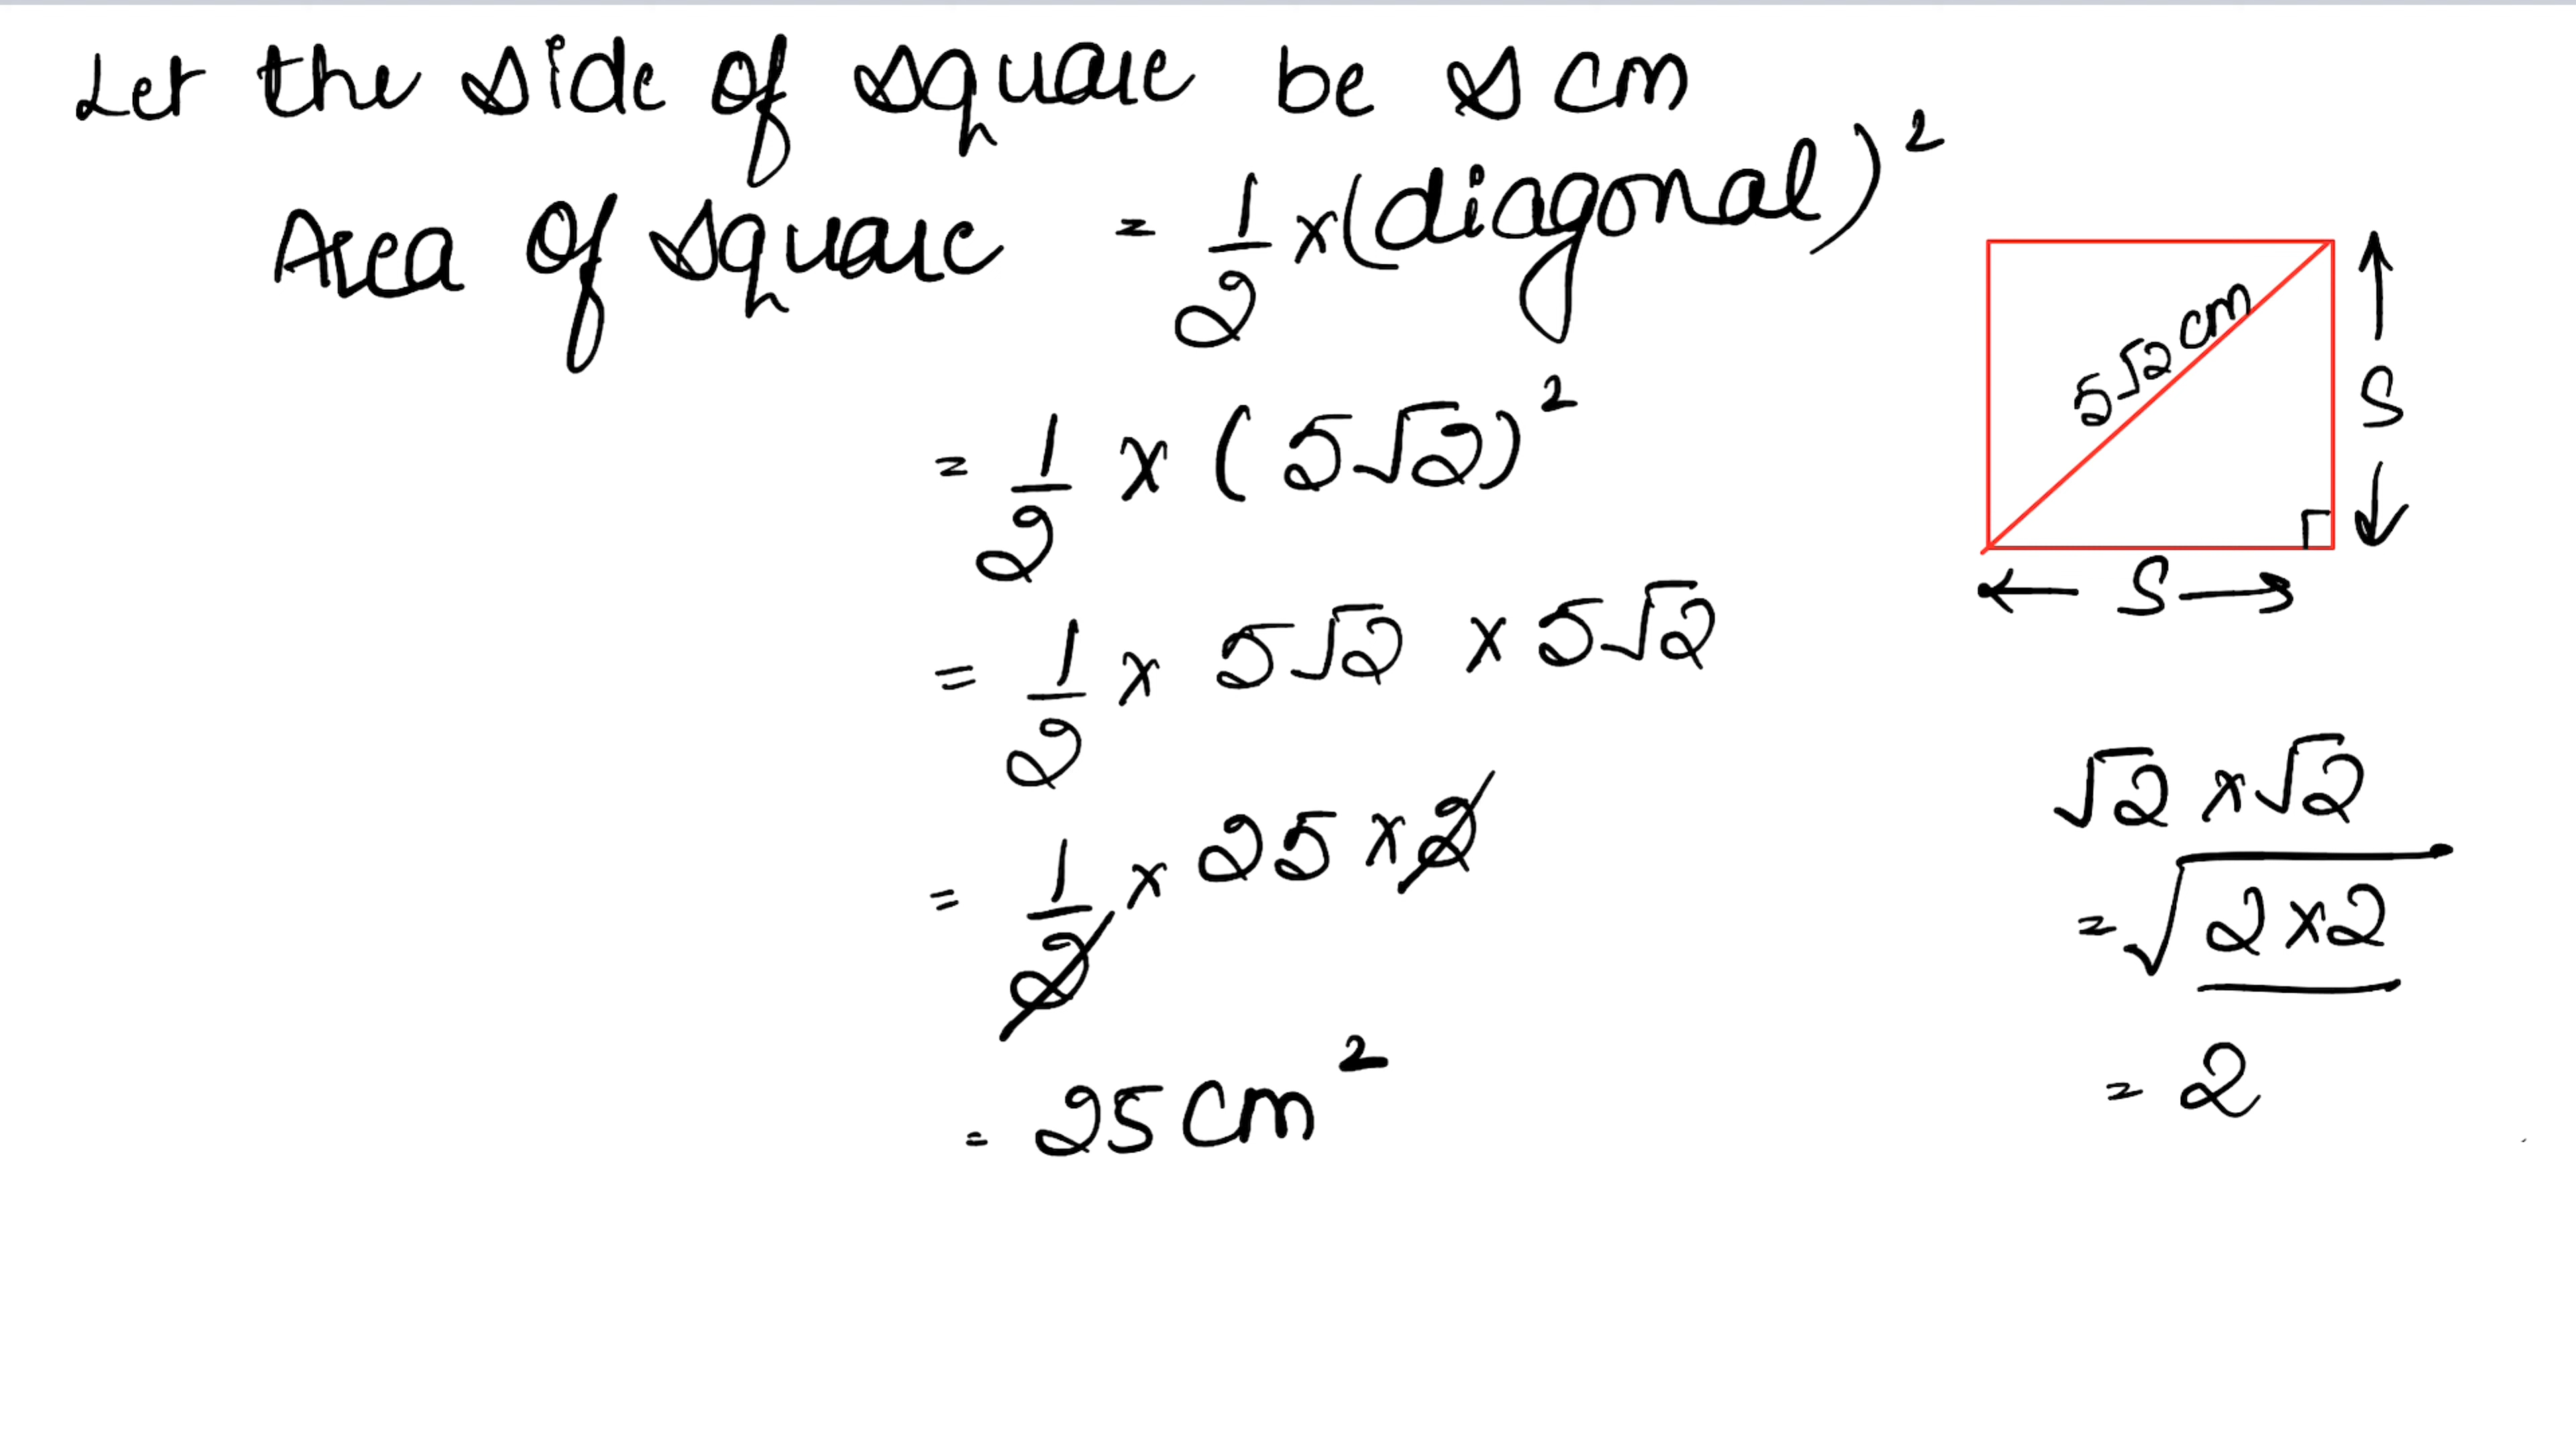 Let the side of square be s cm
Area of square = 1/2 x (diagonal)²
= 1/2 x (5√2)²
= 1/2 x 5√2 x 5√2
= 1/2 x 25 x 2
= 25 cm²
5√2 cm
S
S
√2 x √2
= √2x2
= 2